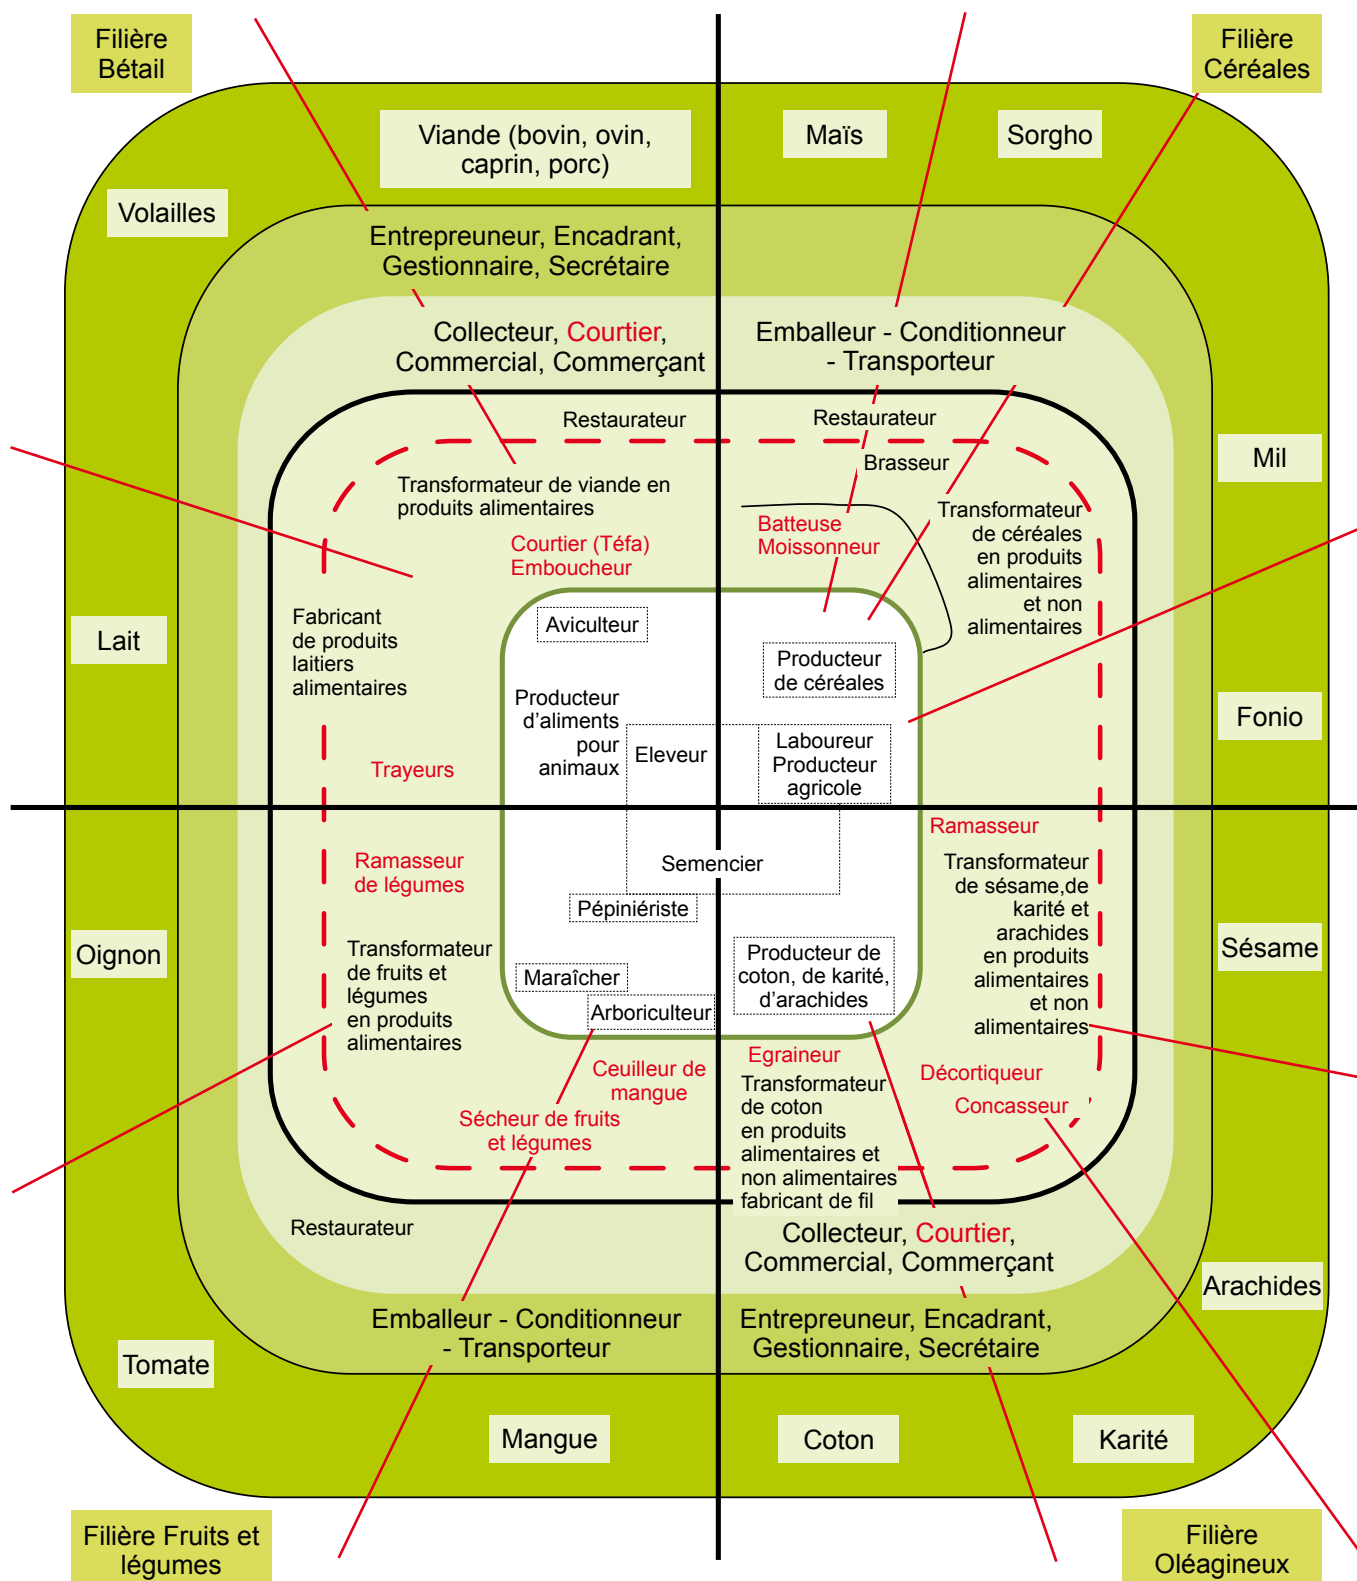 Filière
Bétail
Filière
Céréales
Viande (bovin, ovin,
caprin, porc)
Maïs
Sorgho
Volailles
Entrepreuneur, Encadrant,
Gestionnaire, Secrétaire
Collecteur, Courtier,
Commercial, Commerçant
Emballeur - Conditionneur
- Transporteur
Restaurateur
Restaurateur
Brasseur
Mil
Transformateur de viande en
produits alimentaires
Courtier (Téfa)
Emboucheur
Batteuse
Moissonneur
Transformateur
de céréales
en produits
alimentaires
et non
alimentaires
Lait
Fabricant
de produits
laitiers
alimentaires
Aviculteur
Producteur
de céréales
Producteur
d'aliments
pour
animaux
Eleveur
Laboureur
Producteur
agricole
Fonio
Trayeurs
Ramasseur
Ramasseur
de légumes
Semencier
Transformateur
de sésame,de
karité et
arachides
en produits
alimentaires
et non
alimentaires
Pépiniériste
Oignon
Transformateur
de fruits et
légumes
en produits
alimentaires
Maraîcher
Arboriculteur
Producteur de
coton, de karité,
d'arachides
Sésame
Ceuilleur de
mangue
Egraineur
Décortiqueur
Concasseur
Sécheur de fruits
et légumes
Transformateur
de coton
en produits
alimentaires et
non alimentaires
fabricant de fil
Restaurateur
Collecteur, Courtier,
Commercial, Commerçant
Arachides
Emballeur - Conditionneur
- Transporteur
Entrepreuneur, Encadrant,
Gestionnaire, Secrétaire
Tomate
Mangue
Coton
Karité
Filière Fruits et
légumes
Filière
Oléagineux